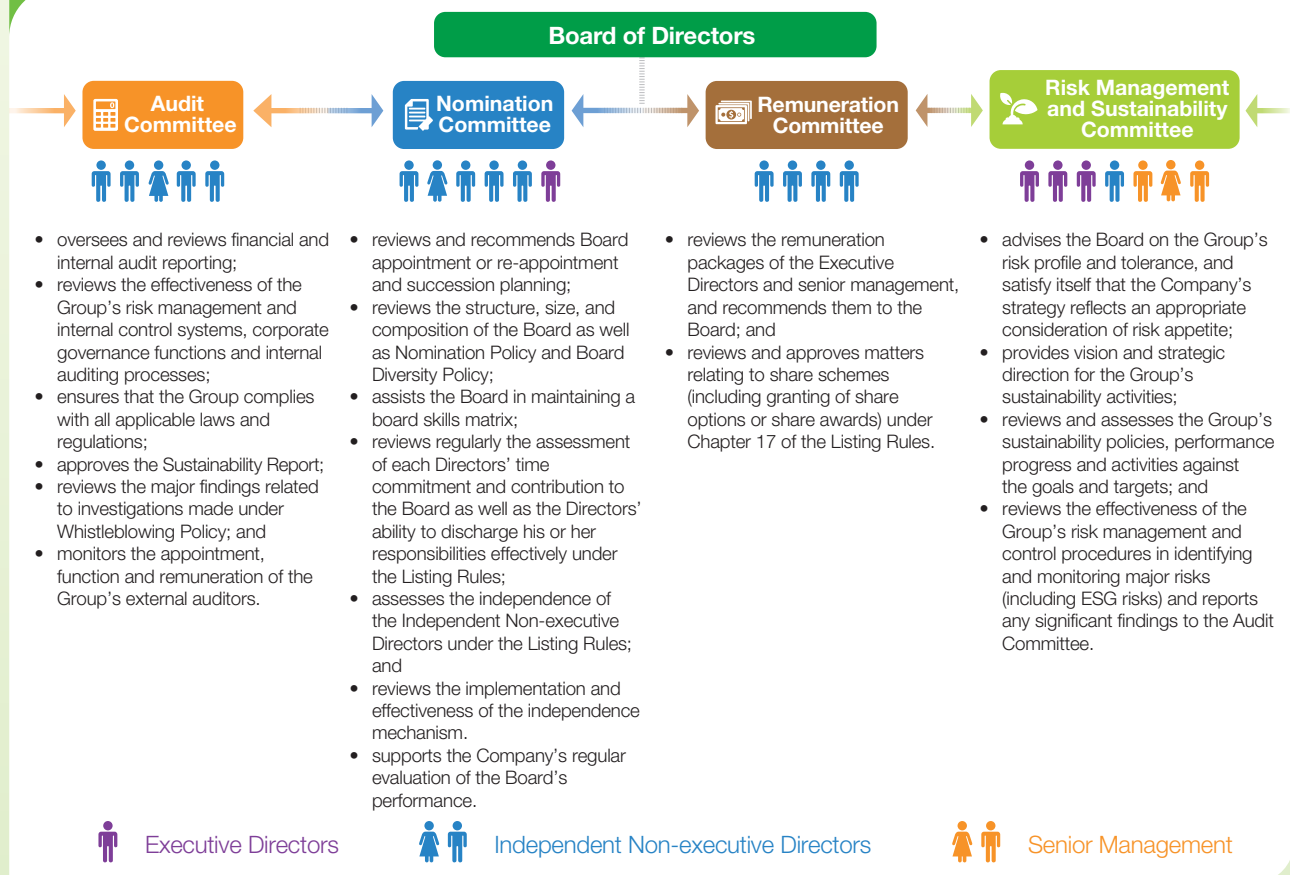 Board of Directors
Audit
Committee
Nomination
Committee
Remuneration
Committee
Risk Management
and Sustainability
Committee
• oversees and reviews financial and
internal audit reporting;
• reviews the effectiveness of the
Group's risk management and
internal control systems, corporate
governance functions and internal
auditing processes;
• ensures that the Group complies
with all applicable laws and
regulations;
• approves the Sustainability Report;
• reviews the major findings related
to investigations made under
Whistleblowing Policy; and
• monitors the appointment,
function and remuneration of the
Group's external auditors.
• reviews and recommends Board
appointment or re-appointment
and succession planning;
• reviews the structure, size, and
composition of the Board as well
as Nomination Policy and Board
Diversity Policy;
• assists the Board in maintaining a
board skills matrix;
• reviews regularly the assessment
of each Directors' time
commitment and contribution to
the Board as well as the Directors'
ability to discharge his or her
responsibilities effectively under
the Listing Rules;
• assesses the independence of
the Independent Non-executive
Directors under the Listing Rules;
and
• reviews the implementation and
effectiveness of the independence
mechanism.
• supports the Company's regular
evaluation of the Board's
performance.
• reviews the remuneration
packages of the Executive
Directors and senior management,
and recommends them to the
Board; and
• reviews and approves matters
relating to share schemes
(including granting of share
options or share awards) under
Chapter 17 of the Listing Rules.
• advises the Board on the Group's
risk profile and tolerance, and
satisfy itself that the Company's
strategy reflects an appropriate
consideration of risk appetite;
• provides vision and strategic
direction for the Group's
sustainability activities;
• reviews and assesses the Group's
sustainability policies, performance
progress and activities against
the goals and targets; and
• reviews the effectiveness of the
Group's risk management and
control procedures in identifying
and monitoring major risks
(including ESG risks) and reports
any significant findings to the Audit
Committee.
Executive Directors
Independent Non-executive Directors
Senior Management